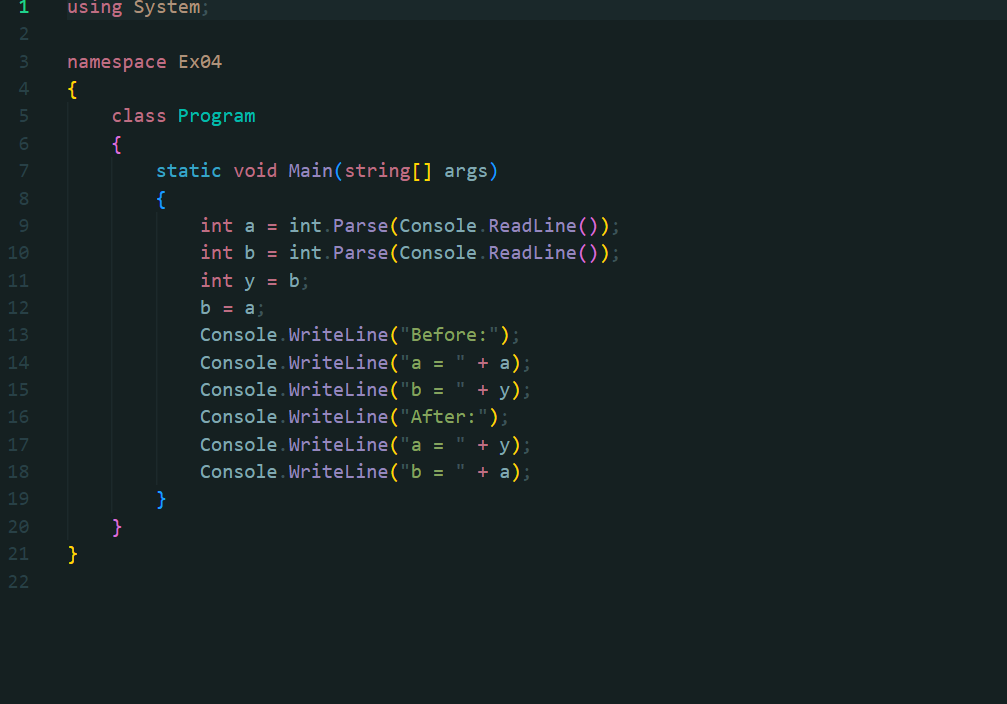 1 using System;
2
3 namespace Ex04
4 {
5 class Program
6 {
7 static void Main(string[] args)
8 {
9 int a = int.Parse(Console.ReadLine());
10 int b = int.Parse(Console.ReadLine());
11 int y = b;
12 b = a;
13 Console.WriteLine("Before:");
14 Console.WriteLine("a = " + a);
15 Console.WriteLine("b = " + y);
16 Console.WriteLine("After:");
17 Console.WriteLine("a = " + y);
18 Console.WriteLine("b = " + a);
19 }
20 }
21 }
22